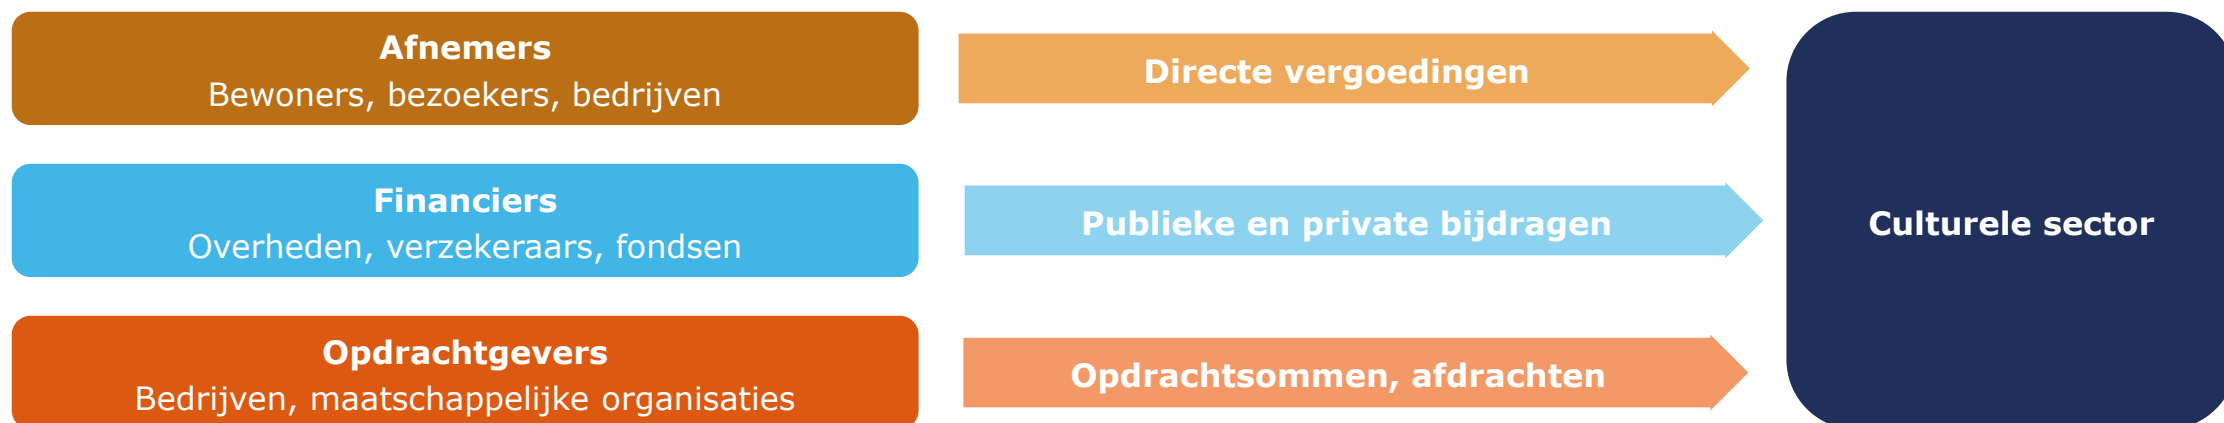 Afnemers
Bewoners, bezoekers, bedrijven
Directe vergoedingen
Financiers
Overheden, verzekeraars, fondsen
Publieke en private bijdragen
Culturele sector
Opdrachtgevers
Bedrijven, maatschappelijke organisaties
Opdrachtsommen, afdrachten